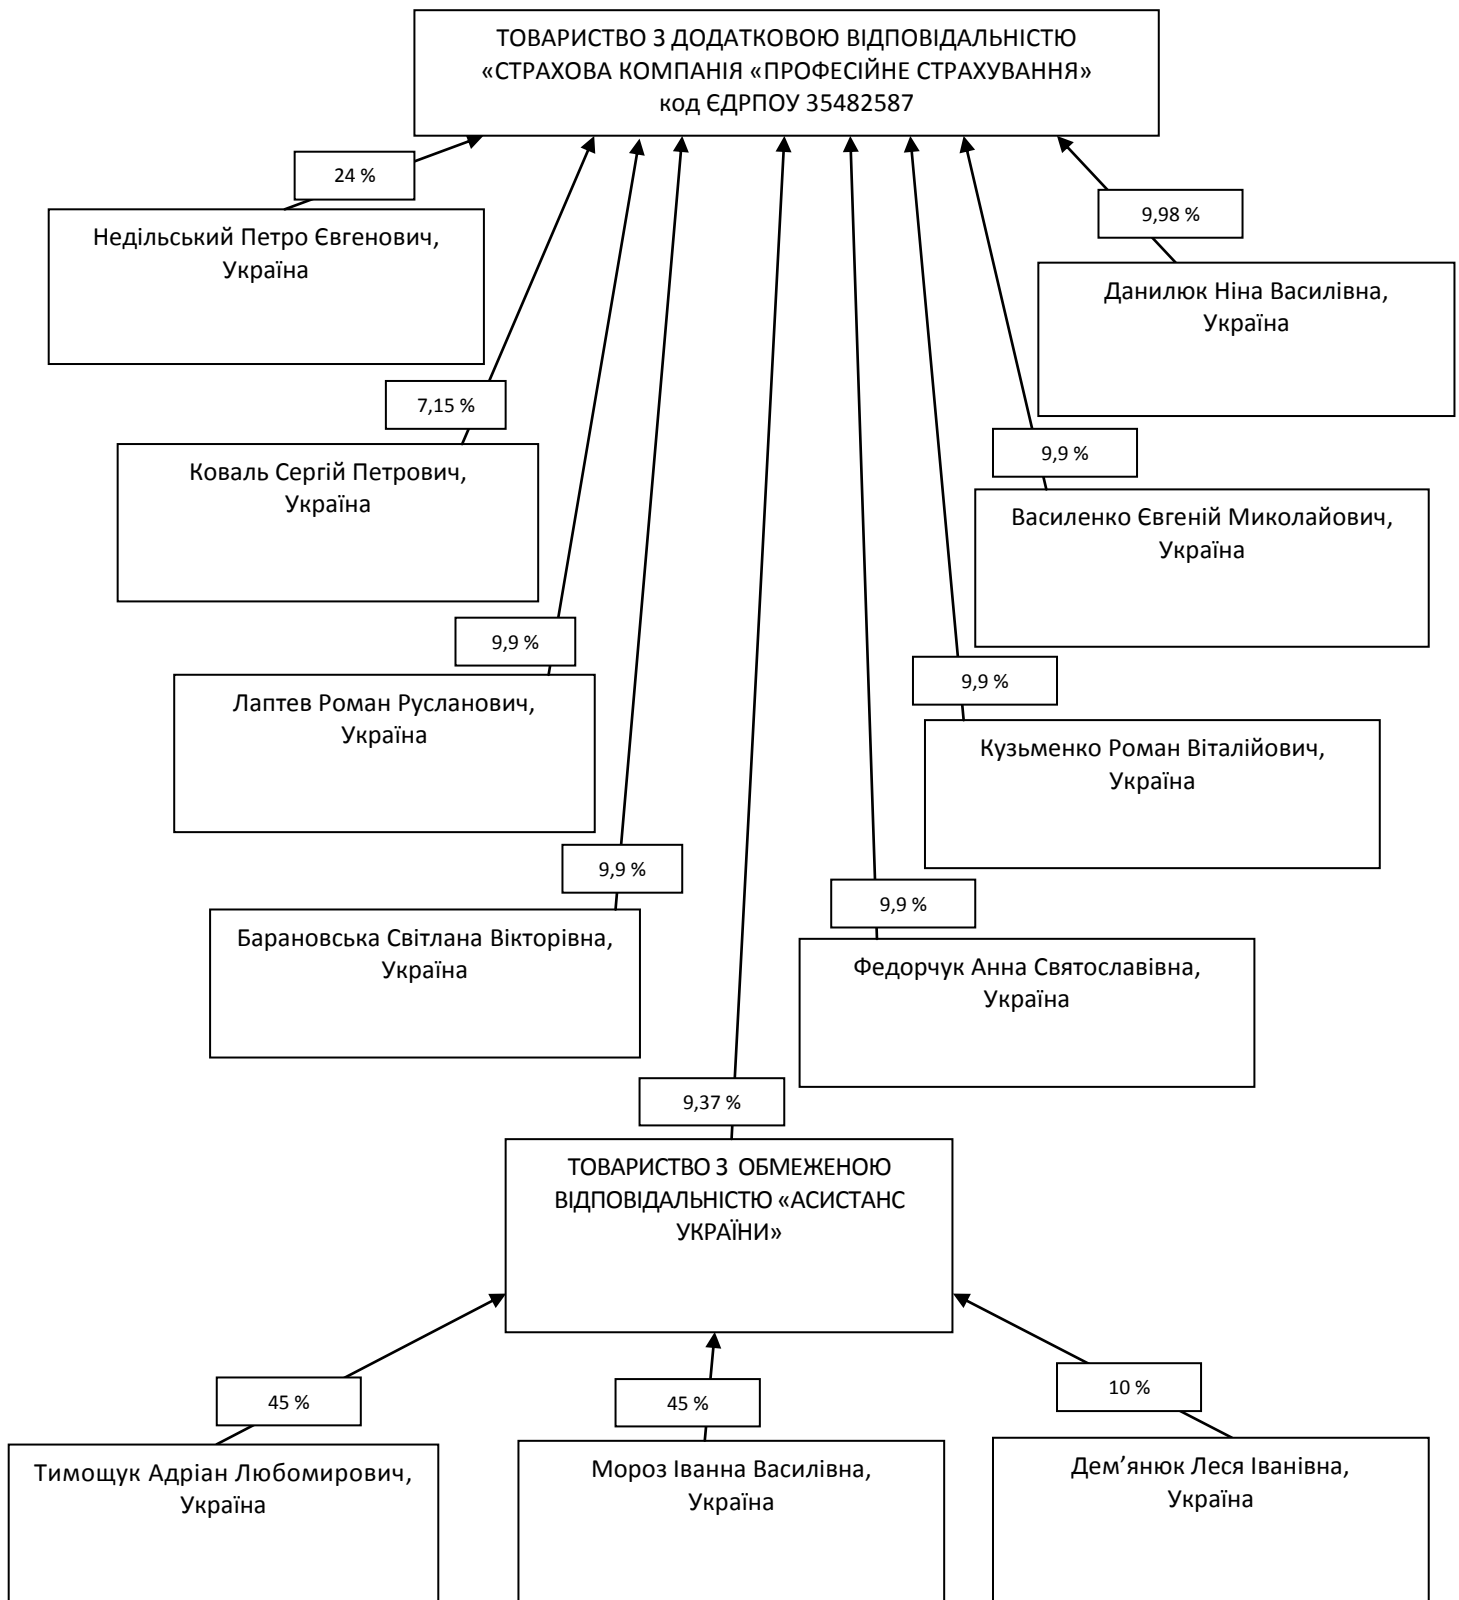 ТОВАРИСТВО З ДОДАТКОВОЮ ВІДПОВІДАЛЬНІСТЮ
«СТРАХОВА КОМПАНІЯ «ПРОФЕСІЙНЕ СТРАХУВАННЯ»
код ЄДРПОУ 35482587
24 %
Недільський Петро Євгенович,
Україна
9,98 %
Данилюк Ніна Василівна,
Україна
7,15 %
Коваль Сергій Петрович,
Україна
9,9 %
Василенко Євгеній Миколайович,
Україна
9,9 %
Лаптев Роман Русланович,
Україна
9,9 %
Кузьменко Роман Віталійович,
Україна
9,9 %
Барановська Світлана Вікторівна,
Україна
9,9 %
Федорчук Анна Святославівна,
Україна
9,37 %
ТОВАРИСТВО З ОБМЕЖЕНОЮ
ВІДПОВІДАЛЬНІСТЮ «АСИСТАНС
УКРАЇНИ»
45 %
Тимощук Адріан Любомирович,
Україна
45 %
Мороз Іванна Василівна,
Україна
10 %
Дем’янюк Леся Іванівна,
Україна